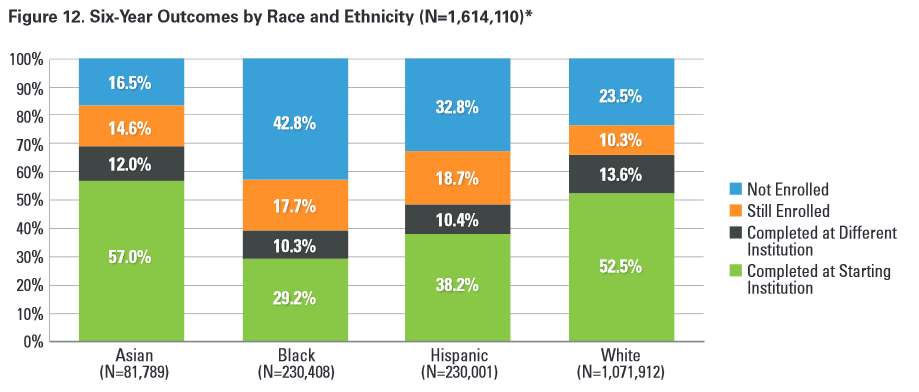 Figure 12. Six-Year Outcomes by Race and Ethnicity (N=1,614,110)*
100%
90%
80%
70%
60%
50%
40%
30%
20%
10%
0%
16.5%
14.6%
12.0%
57.0%
42.8%
17.7%
10.3%
29.2%
32.8%
18.7%
10.4%
38.2%
23.5%
10.3%
13.6%
52.5%
Asian
(N=81,789)
Black
(N=230,408)
Hispanic
(N=230,001)
White
(N=1,071,912)
Not Enrolled
Still Enrolled
Completed at Different
Institution
Completed at Starting
Institution